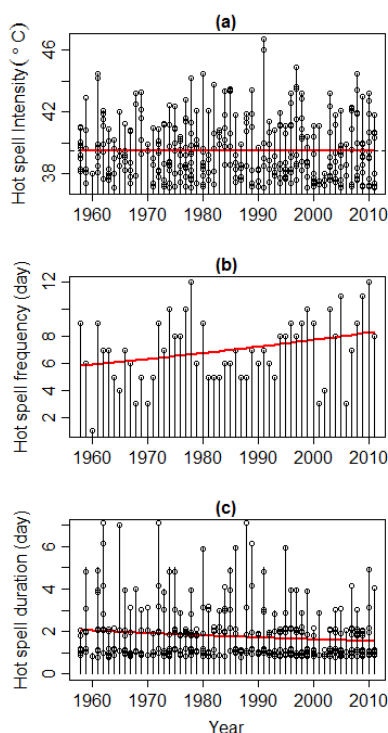 (a)
Hot spell Intensity( ° C)
46
42
38
1960 1970 1980 1990 2000 2010
(b)
Hot spell frequency (day)
12
10
8
6
4
2
1960 1970 1980 1990 2000 2010
(c)
Hot spell duration (day)
6
4
2
0
1960 1970 1980 1990 2000 2010
Year